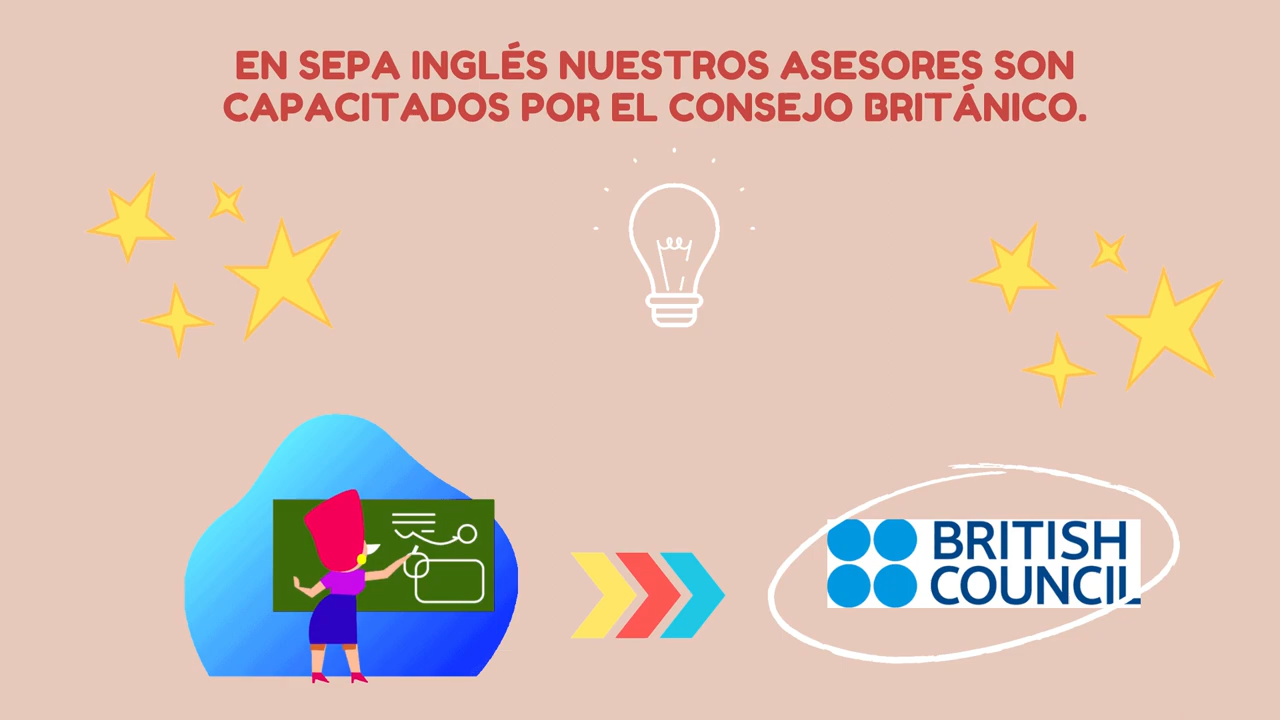 EN SEPA INGLÉS NUESTROS ASESORES SON
CAPACITADOS POR EL CONSEJO BRITÁNICO.
BRITISH
COUNCIL